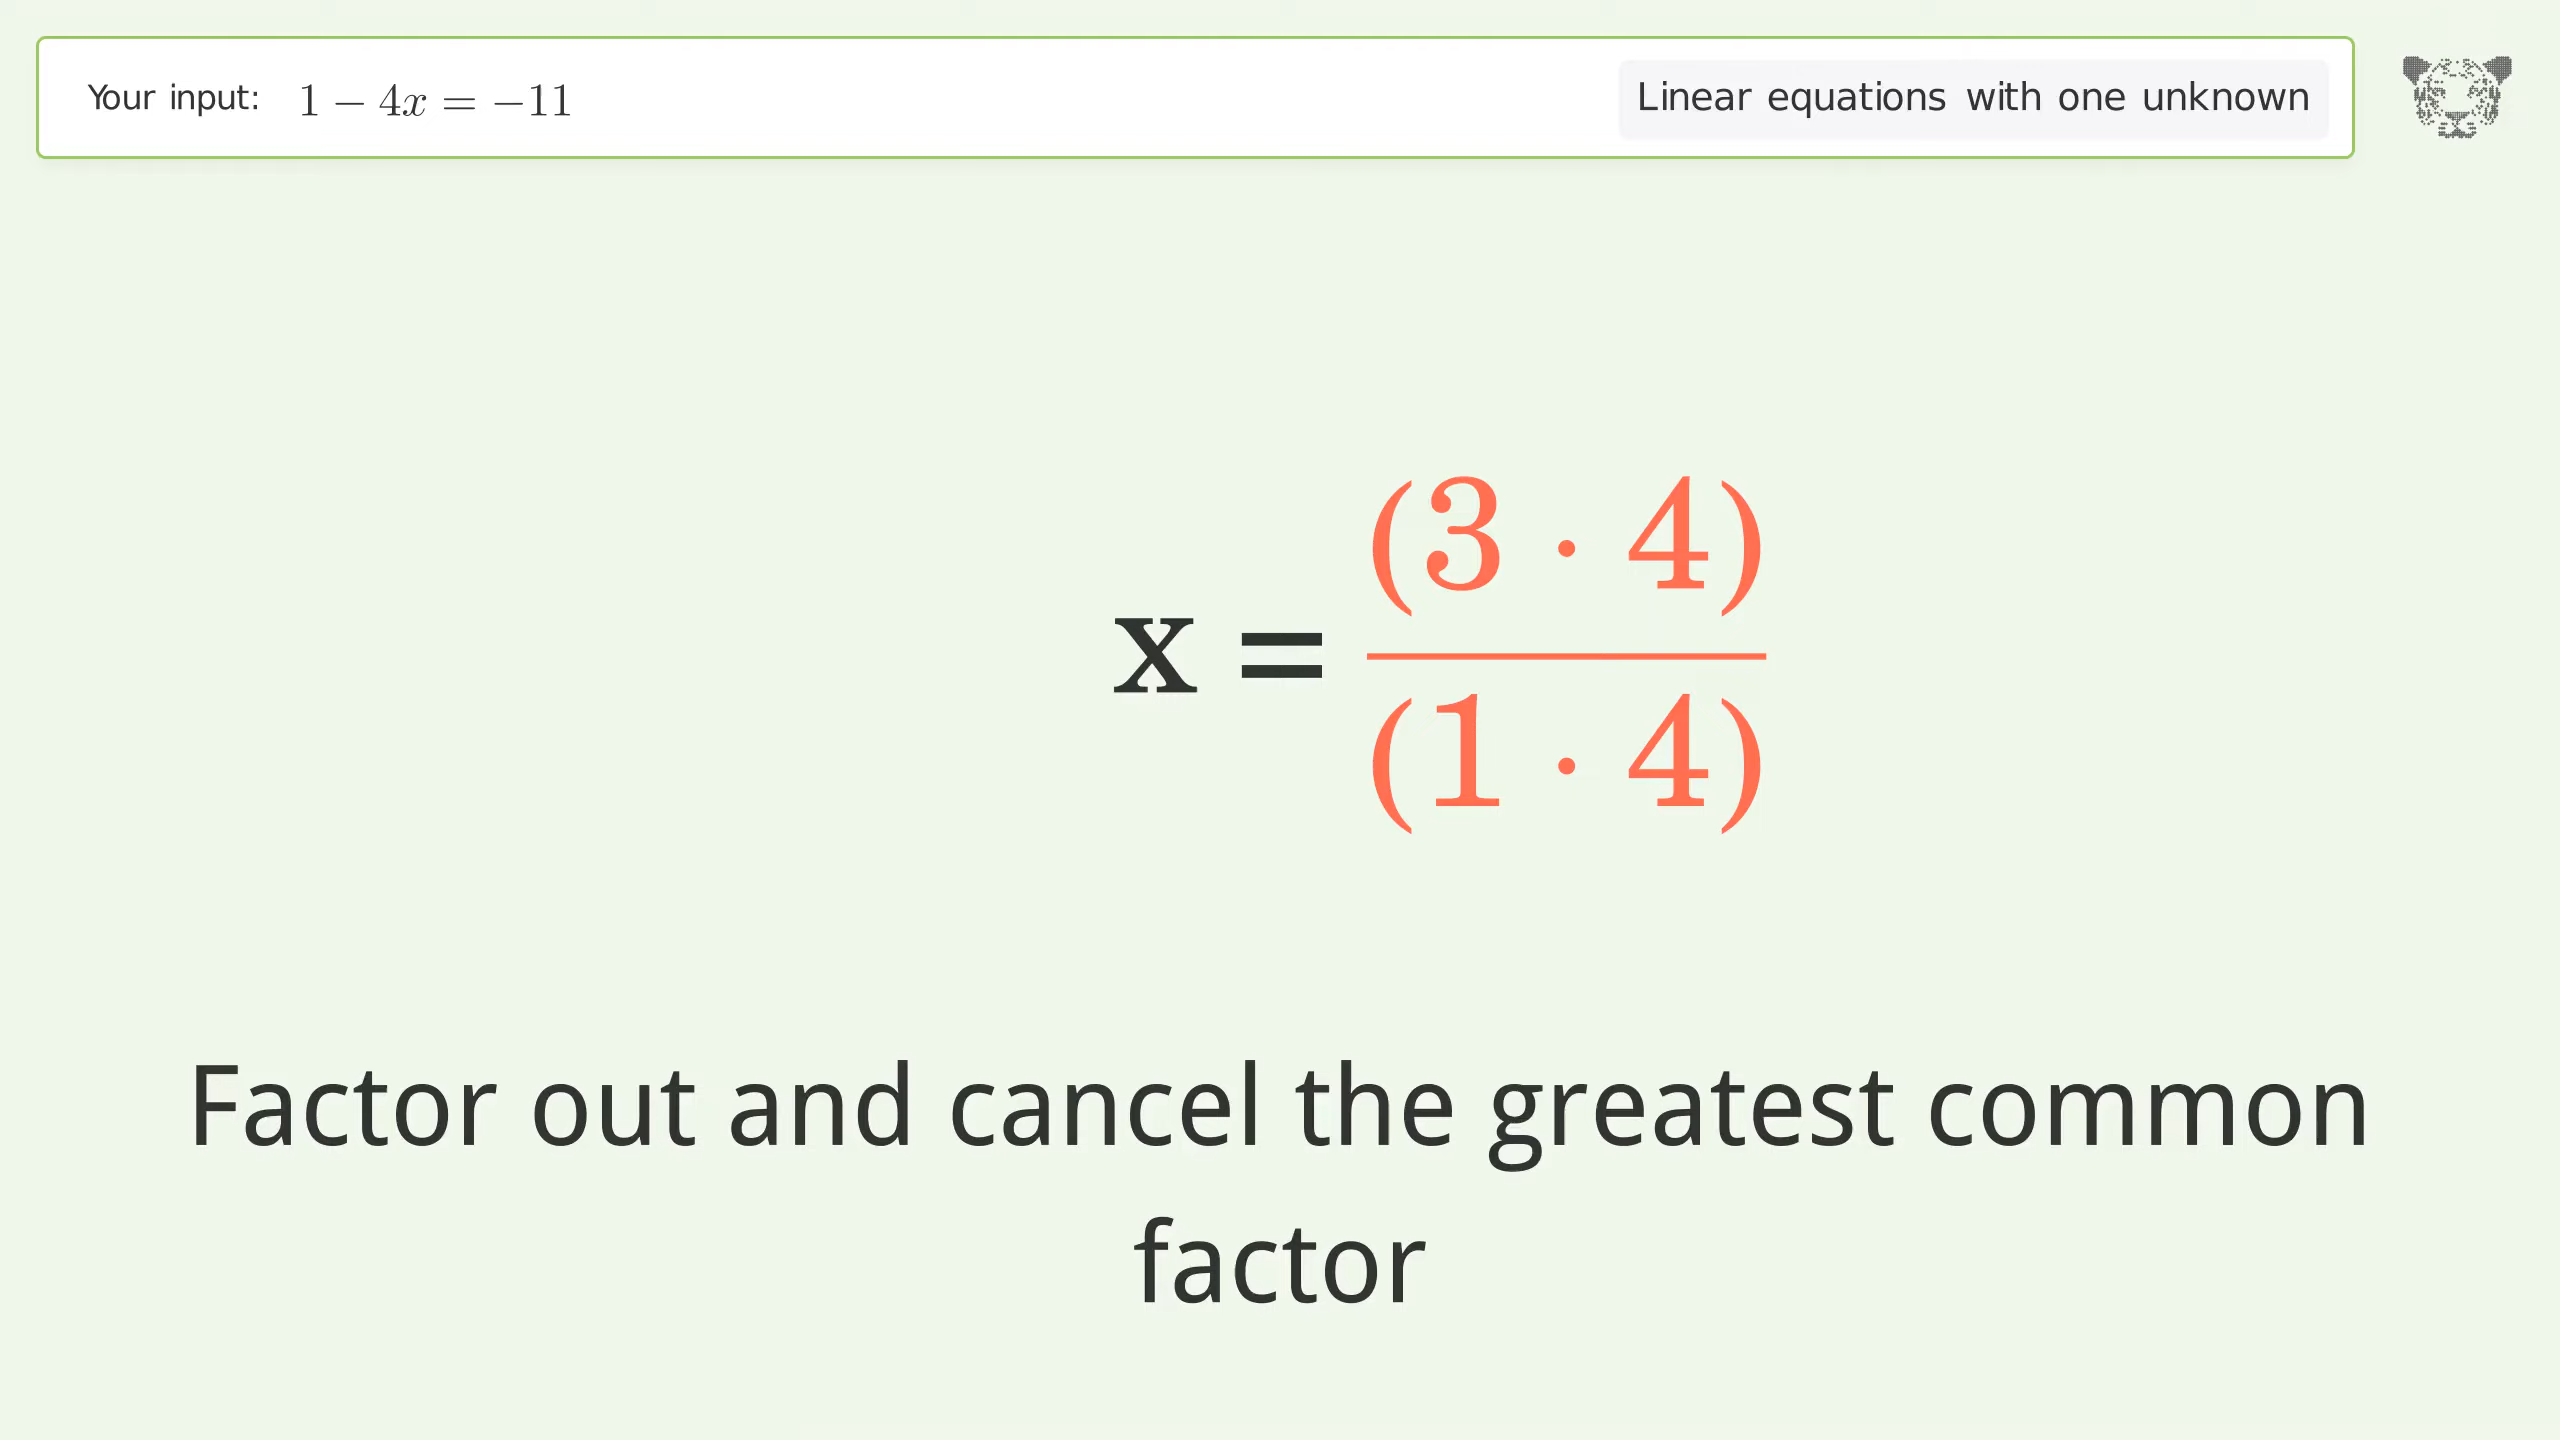 Your input: 1 − 4x = −11
Linear equations with one unknown
x = (3 · 4) / (1 · 4)
Factor out and cancel the greatest common
factor